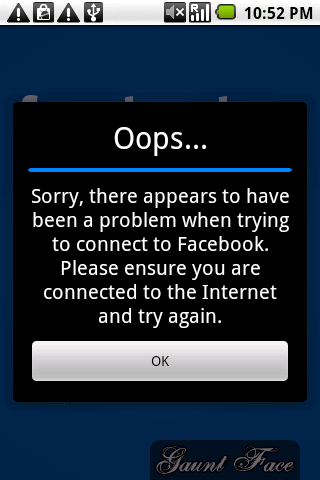 10:52 PM
Oops...
Sorry, there appears to have
been a problem when trying
to connect to Facebook.
Please ensure you are
connected to the Internet
and try again.
OK
Gaunt Face